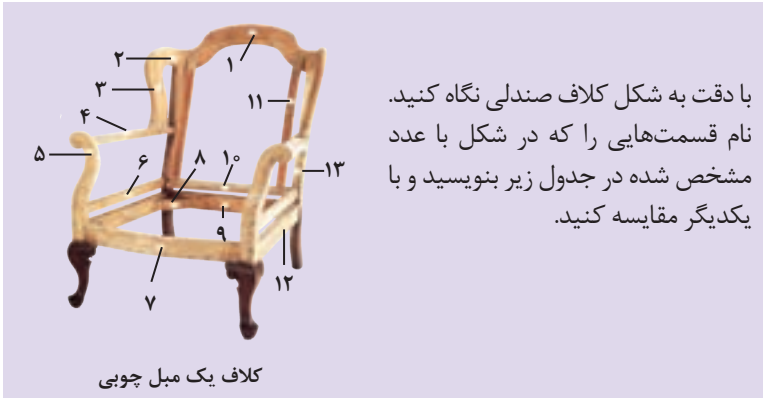 با دقت به شکل کلاف صندلی نگاه کنید.
نام قسمت‌هایی را که در شکل با عدد
مشخص شده در جدول زیر بنویسید و با
یکدیگر مقایسه کنید.
۱
۲
۳
۴
۵
۶
۷
۸
۹
۱۰
۱۱
۱۲
۱۳
کلاف یک مبل چوبی